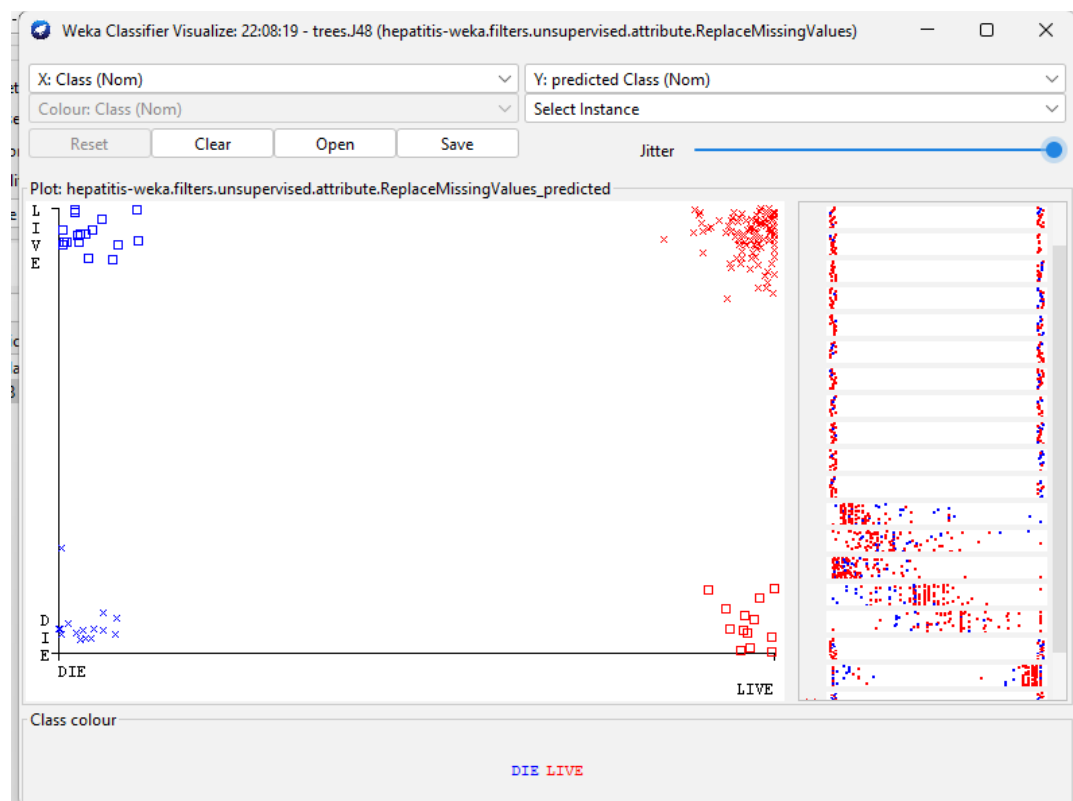 Weka Classifier Visualize: 22:08:19 - trees.J48 (hepatitis-weka.filters.unsupervised.attribute.ReplaceMissingValues)
X: Class (Nom)
Y: predicted Class (Nom)
Colour: Class (Nom)
Select Instance
Reset
Clear
Open
Save
Jitter
Plot: hepatitis-weka.filters.unsupervised.attribute.ReplaceMissingValues_predicted
LIVE
DIE
DIE
LIVE
Class colour
DIE LIVE